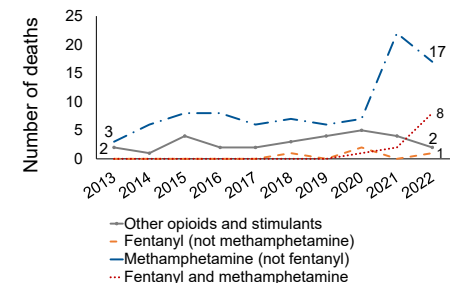 Number of deaths
25
20
15
10
5
0
3
2
17
8
2
1
2013 2014 2015 2016 2017 2018 2019 2020 2021 2022
Other opioids and stimulants
Fentanyl (not methamphetamine)
Methamphetamine (not fentanyl)
Fentanyl and methamphetamine